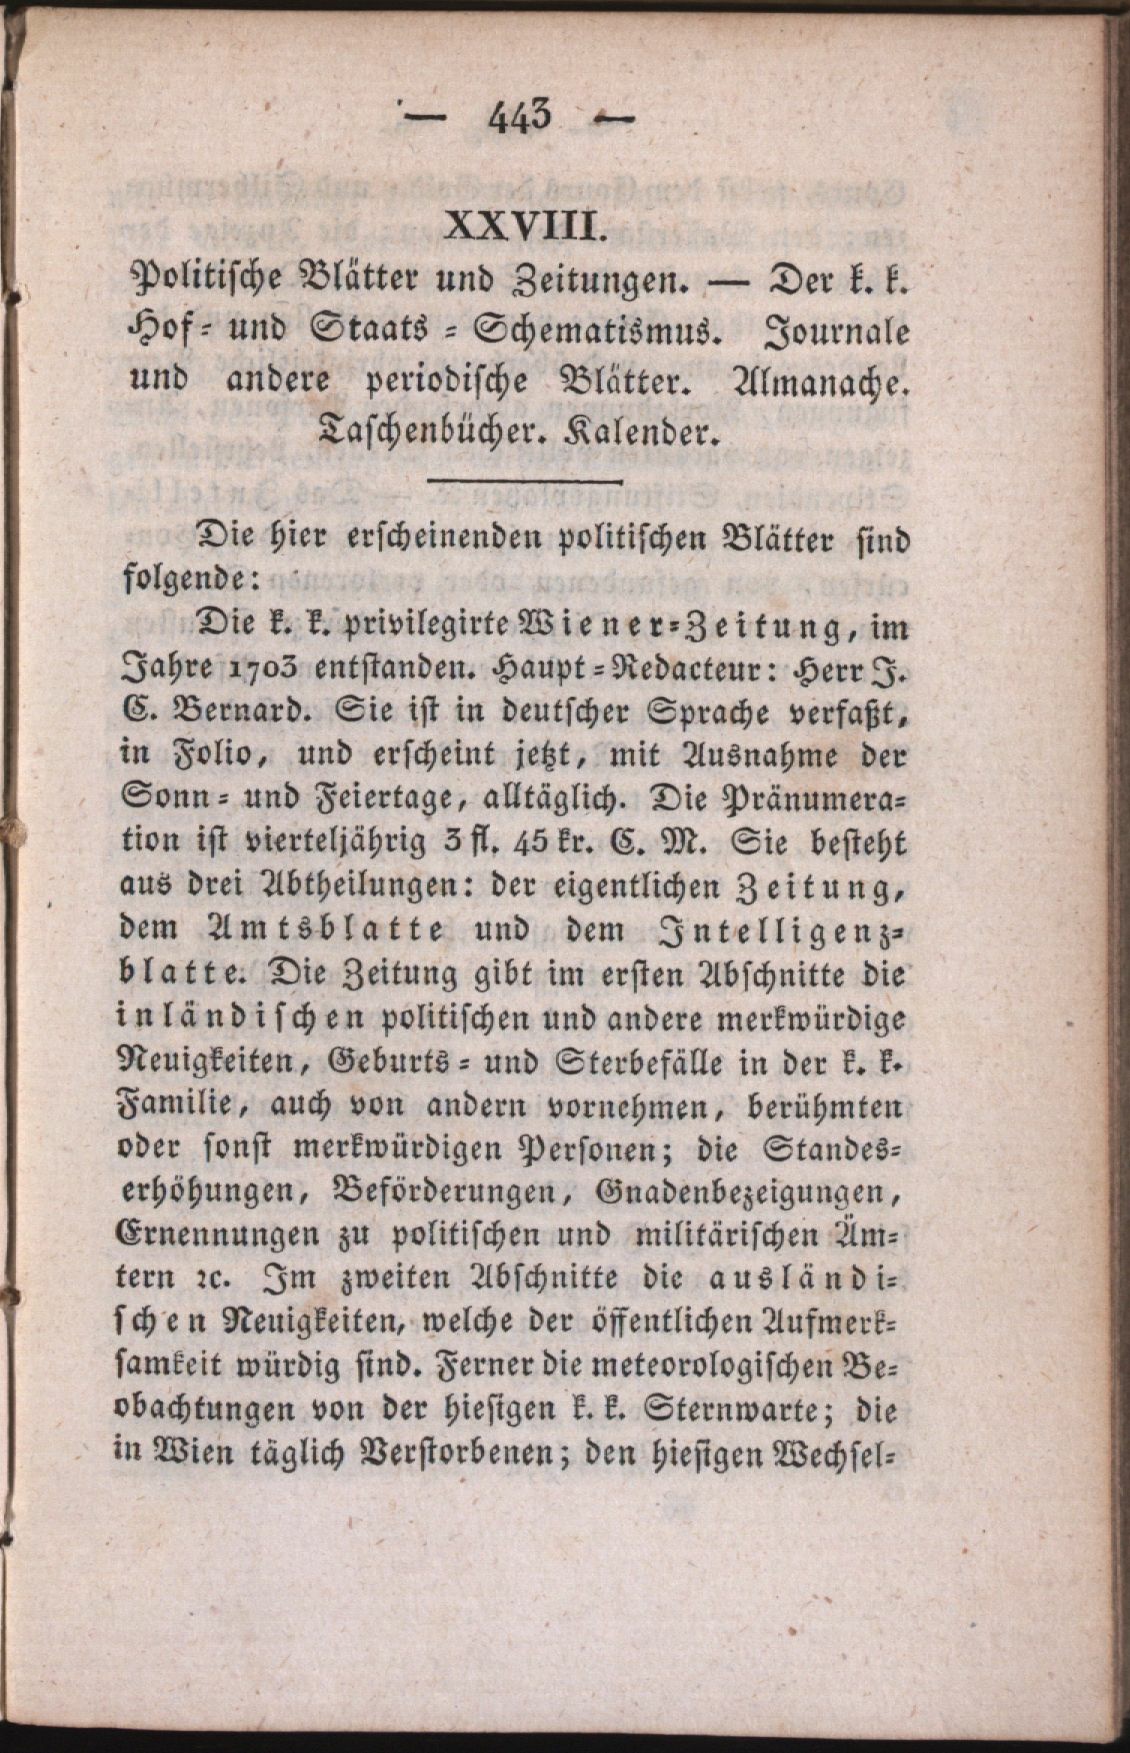 — 443 —
XXVIII.
Politische Blätter und Zeitungen. — Der k. k.
Hof- und Staats-Schematismus. Journale
und andere periodische Blätter. Almanache.
Taschenbücher. Kalender.
Die hier erscheinenden politischen Blätter sind
folgende:
Die k. k. privilegirte Wiener-Zeitung, im
Jahre 1703 entstanden. Haupt-Redacteur: Herr J.
C. Bernard. Sie ist in deutscher Sprache verfaßt,
in Folio, und erscheint jetzt, mit Ausnahme der
Sonn- und Feiertage, alltäglich. Die Pränumera-
tion ist vierteljährig 3 fl. 45 kr. C. M. Sie besteht
aus drei Abtheilungen: der eigentlichen Zeitung,
dem Amtsblatte und dem Intelligenz-
blatte. Die Zeitung gibt im ersten Abschnitte die
inländischen politischen und andere merkwürdige
Neuigkeiten, Geburts- und Sterbefälle in der k. k.
Familie, auch von andern vornehmen, berühmten
oder sonst merkwürdigen Personen; die Standes-
erhöhungen, Beförderungen, Gnadenbezeigungen,
Ernennungen zu politischen und militärischen Äm-
tern ꝛc. Im zweiten Abschnitte die ausländi-
schen Neuigkeiten, welche der öffentlichen Aufmerk-
samkeit würdig sind. Ferner die meteorologischen Be-
obachtungen von der hiesigen k. k. Sternwarte; die
in Wien täglich Verstorbenen; den hiesigen Wechsel-